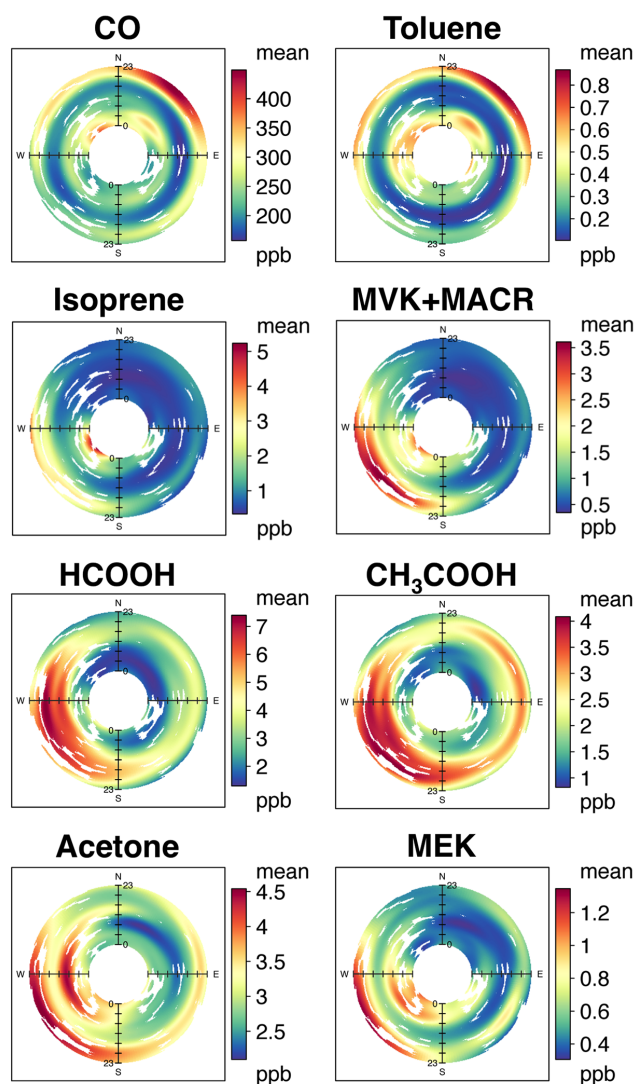 CO
mean
N
23
0
W
E
0
23
S
400
350
300
250
200
ppb
Toluene
mean
N
23
0
W
E
0
23
S
0.8
0.7
0.6
0.5
0.4
0.3
0.2
ppb
Isoprene
mean
N
23
0
W
E
0
23
S
5
4
3
2
1
ppb
MVK+MACR
mean
N
23
0
W
E
0
23
S
3.5
3
2.5
2
1.5
1
0.5
ppb
HCOOH
mean
N
23
0
W
E
0
23
S
7
6
5
4
3
2
ppb
CH₃COOH
mean
N
23
0
W
E
0
23
S
4
3.5
3
2.5
2
1.5
1
ppb
Acetone
mean
N
23
0
W
E
0
23
S
4.5
4
3.5
3
2.5
ppb
MEK
mean
N
23
0
W
E
0
23
S
1.2
1
0.8
0.6
0.4
ppb